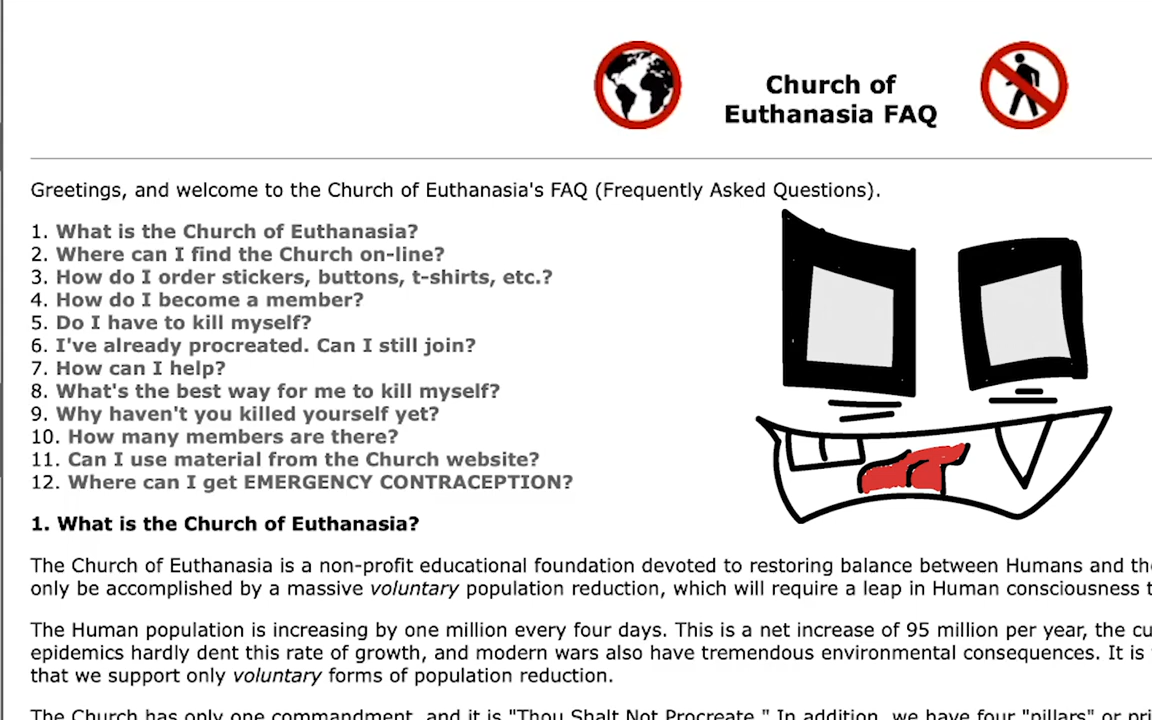 Church of
Euthanasia FAQ
Greetings, and welcome to the Church of Euthanasia's FAQ (Frequently Asked Questions).
1. What is the Church of Euthanasia?
2. Where can I find the Church on-line?
3. How do I order stickers, buttons, t-shirts, etc.?
4. How do I become a member?
5. Do I have to kill myself?
6. I've already procreated. Can I still join?
7. How can I help?
8. What's the best way for me to kill myself?
9. Why haven't you killed yourself yet?
10. How many members are there?
11. Can I use material from the Church website?
12. Where can I get EMERGENCY CONTRACEPTION?
1. What is the Church of Euthanasia?
The Church of Euthanasia is a non-profit educational foundation devoted to restoring balance between Humans and the
only be accomplished by a massive voluntary population reduction, which will require a leap in Human consciousness t
The Human population is increasing by one million every four days. This is a net increase of 95 million per year, the cu
epidemics hardly dent this rate of growth, and modern wars also have tremendous environmental consequences. It is
that we support only voluntary forms of population reduction.
The Church has only one commandment, and it is "Thou Shalt Not Procreate." In addition, we have four "pillars" or pri